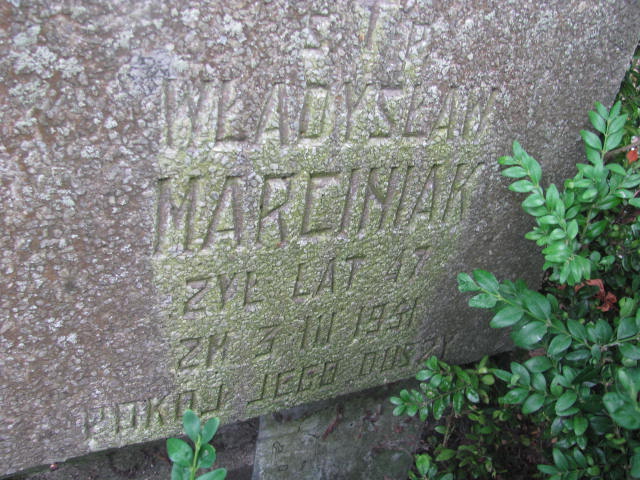 Ś P
WŁADYSŁAW
MARCINIAK
ŻYŁ LAT 47
ZM 3 III 1931
POKÓJ JEGO DUSZY